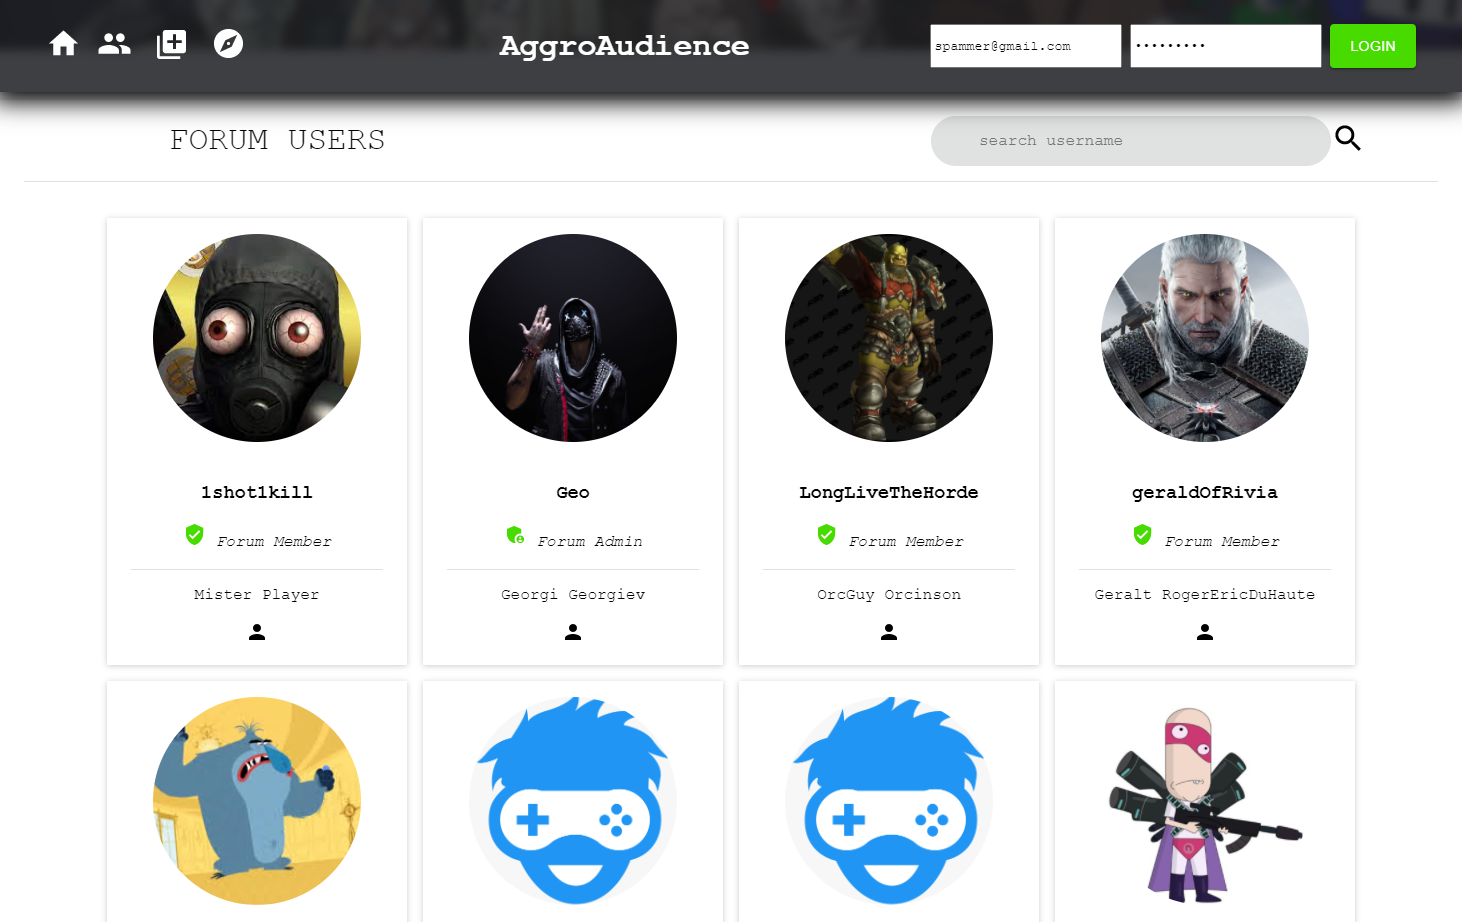 AggroAudience
spammer@gmail.com
•••••••••
LOGIN
FORUM USERS
search username
1shot1kill
Forum Member
Mister Player
Geo
Forum Admin
Georgi Georgiev
LongLiveTheHorde
Forum Member
OrcGuy Orcinson
geraldOfRivia
Forum Member
Geralt RogerEricDuHaute